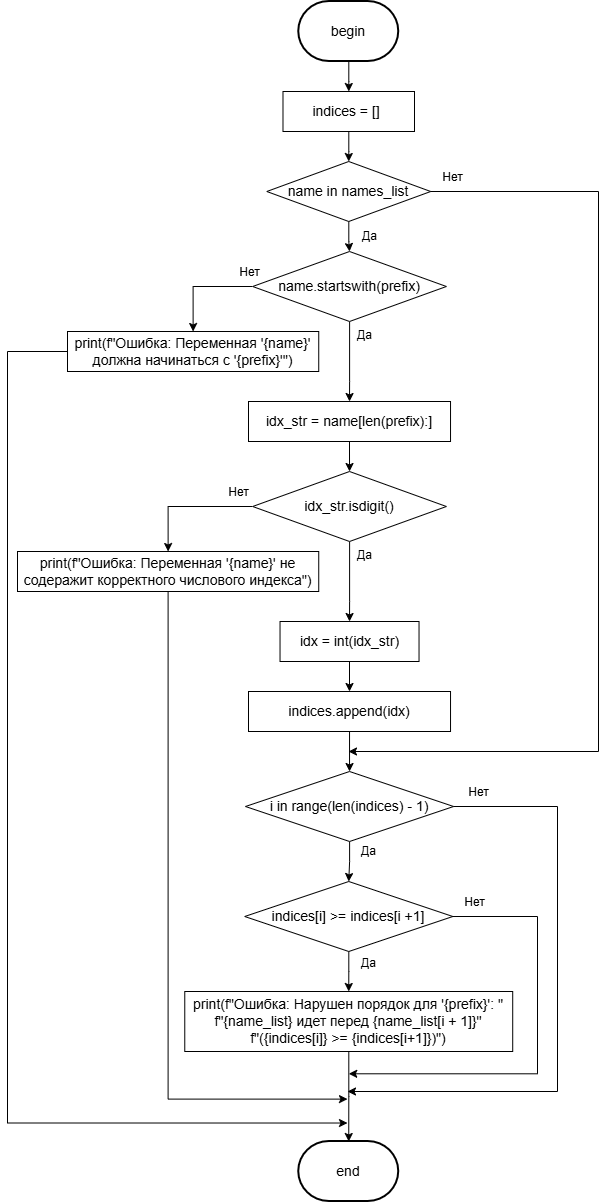 begin
indices = []
name in names_list
Нет
Да
name.startswith(prefix)
Нет
Да
print(f"Ошибка: Переменная '{name}'
должна начинаться с '{prefix}'")
idx_str = name[len(prefix):]
idx_str.isdigit()
Нет
Да
print(f"Ошибка: Переменная '{name}' не
содеражит корректного числового индекса")
idx = int(idx_str)
indices.append(idx)
i in range(len(indices) - 1)
Нет
Да
indices[i] >= indices[i +1]
Нет
Да
print(f"Ошибка: Нарушен порядок для '{prefix}': "
f"{name_list} идет перед {name_list[i + 1]}"
f"({indices[i]} >= {indices[i+1]})")
end